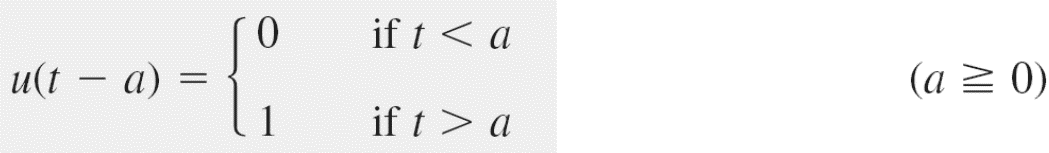 u(t − a) = { 0 if t < a
1 if t > a (a ≧ 0)